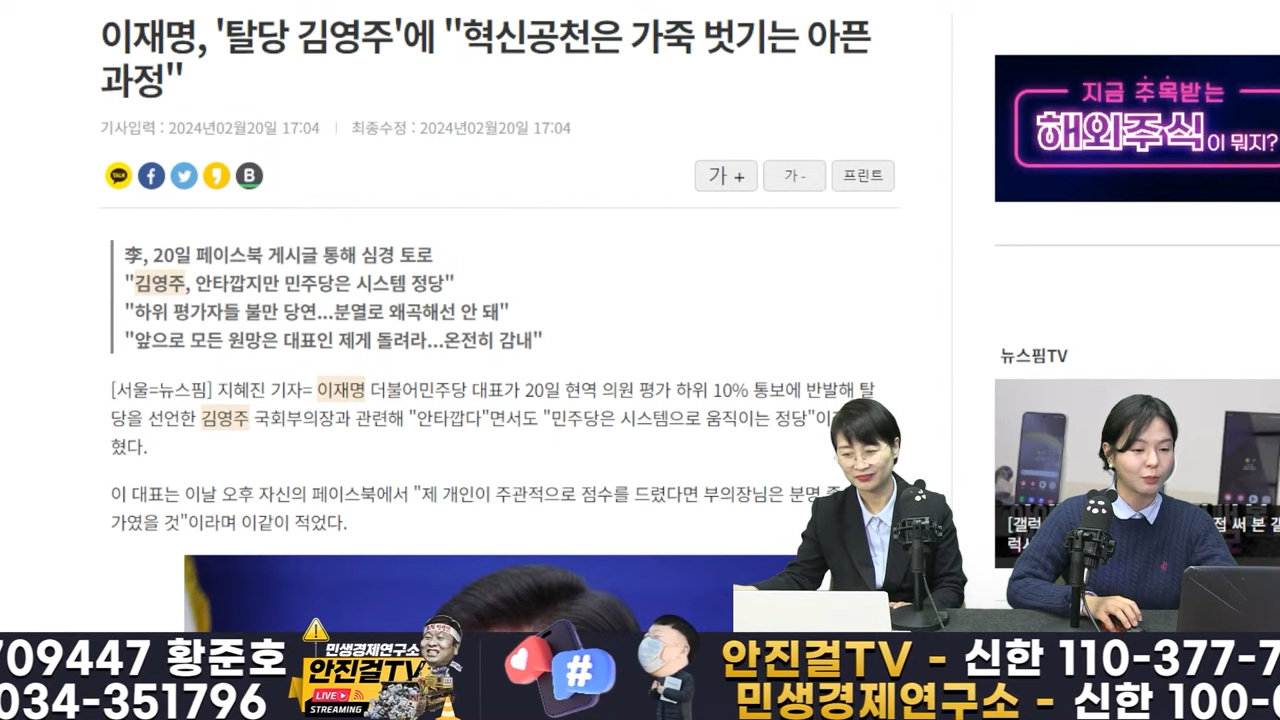 이재명, '탈당 김영주'에 "혁신공천은 가죽 벗기는 아픈
과정"
기사입력 : 2024년02월20일 17:04 최종수정 : 2024년02월20일 17:04
TALK
B
가 +
가 -
프린트
李, 20일 페이스북 게시글 통해 심경 토로
"김영주, 안타깝지만 민주당은 시스템 정당"
"하위 평가자들 불만 당연...분열로 왜곡해선 안 돼"
"앞으로 모든 원망은 대표인 제게 돌려라...온전히 감내"
[서울=뉴스핌] 지혜진 기자= 이재명 더불어민주당 대표가 20일 현역 의원 평가 하위 10% 통보에 반발해 탈
당을 선언한 김영주 국회부의장과 관련해 "안타깝다"면서도 "민주당은 시스템으로 움직이는 정당"이
혔다.
이 대표는 이날 오후 자신의 페이스북에서 "제 개인이 주관적으로 점수를 드렸다면 부의장님은 분명
가였을 것"이라며 이같이 적었다.
지금 주목받는
해외주식이 뭐지?
뉴스핌TV
[갤
점 써 본 갤
럭
709447 황준호
034-351796
민생경제연구소
안진걸TV
LIVE
STREAMING
#
안진걸TV - 신한 110-377-7
민생경제연구소 - 신한 100-